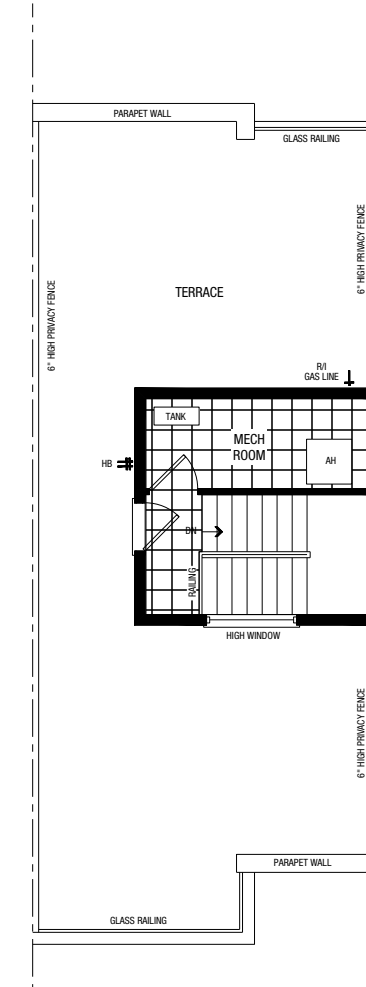 PARAPET WALL
GLASS RAILING
6" HIGH PRIVACY FENCE
6" HIGH PRIVACY FENCE
TERRACE
R/I
GAS LINE
TANK
MECH
ROOM
AH
HB
DN
RAILING
HIGH WINDOW
6" HIGH PRIVACY FENCE
PARAPET WALL
GLASS RAILING